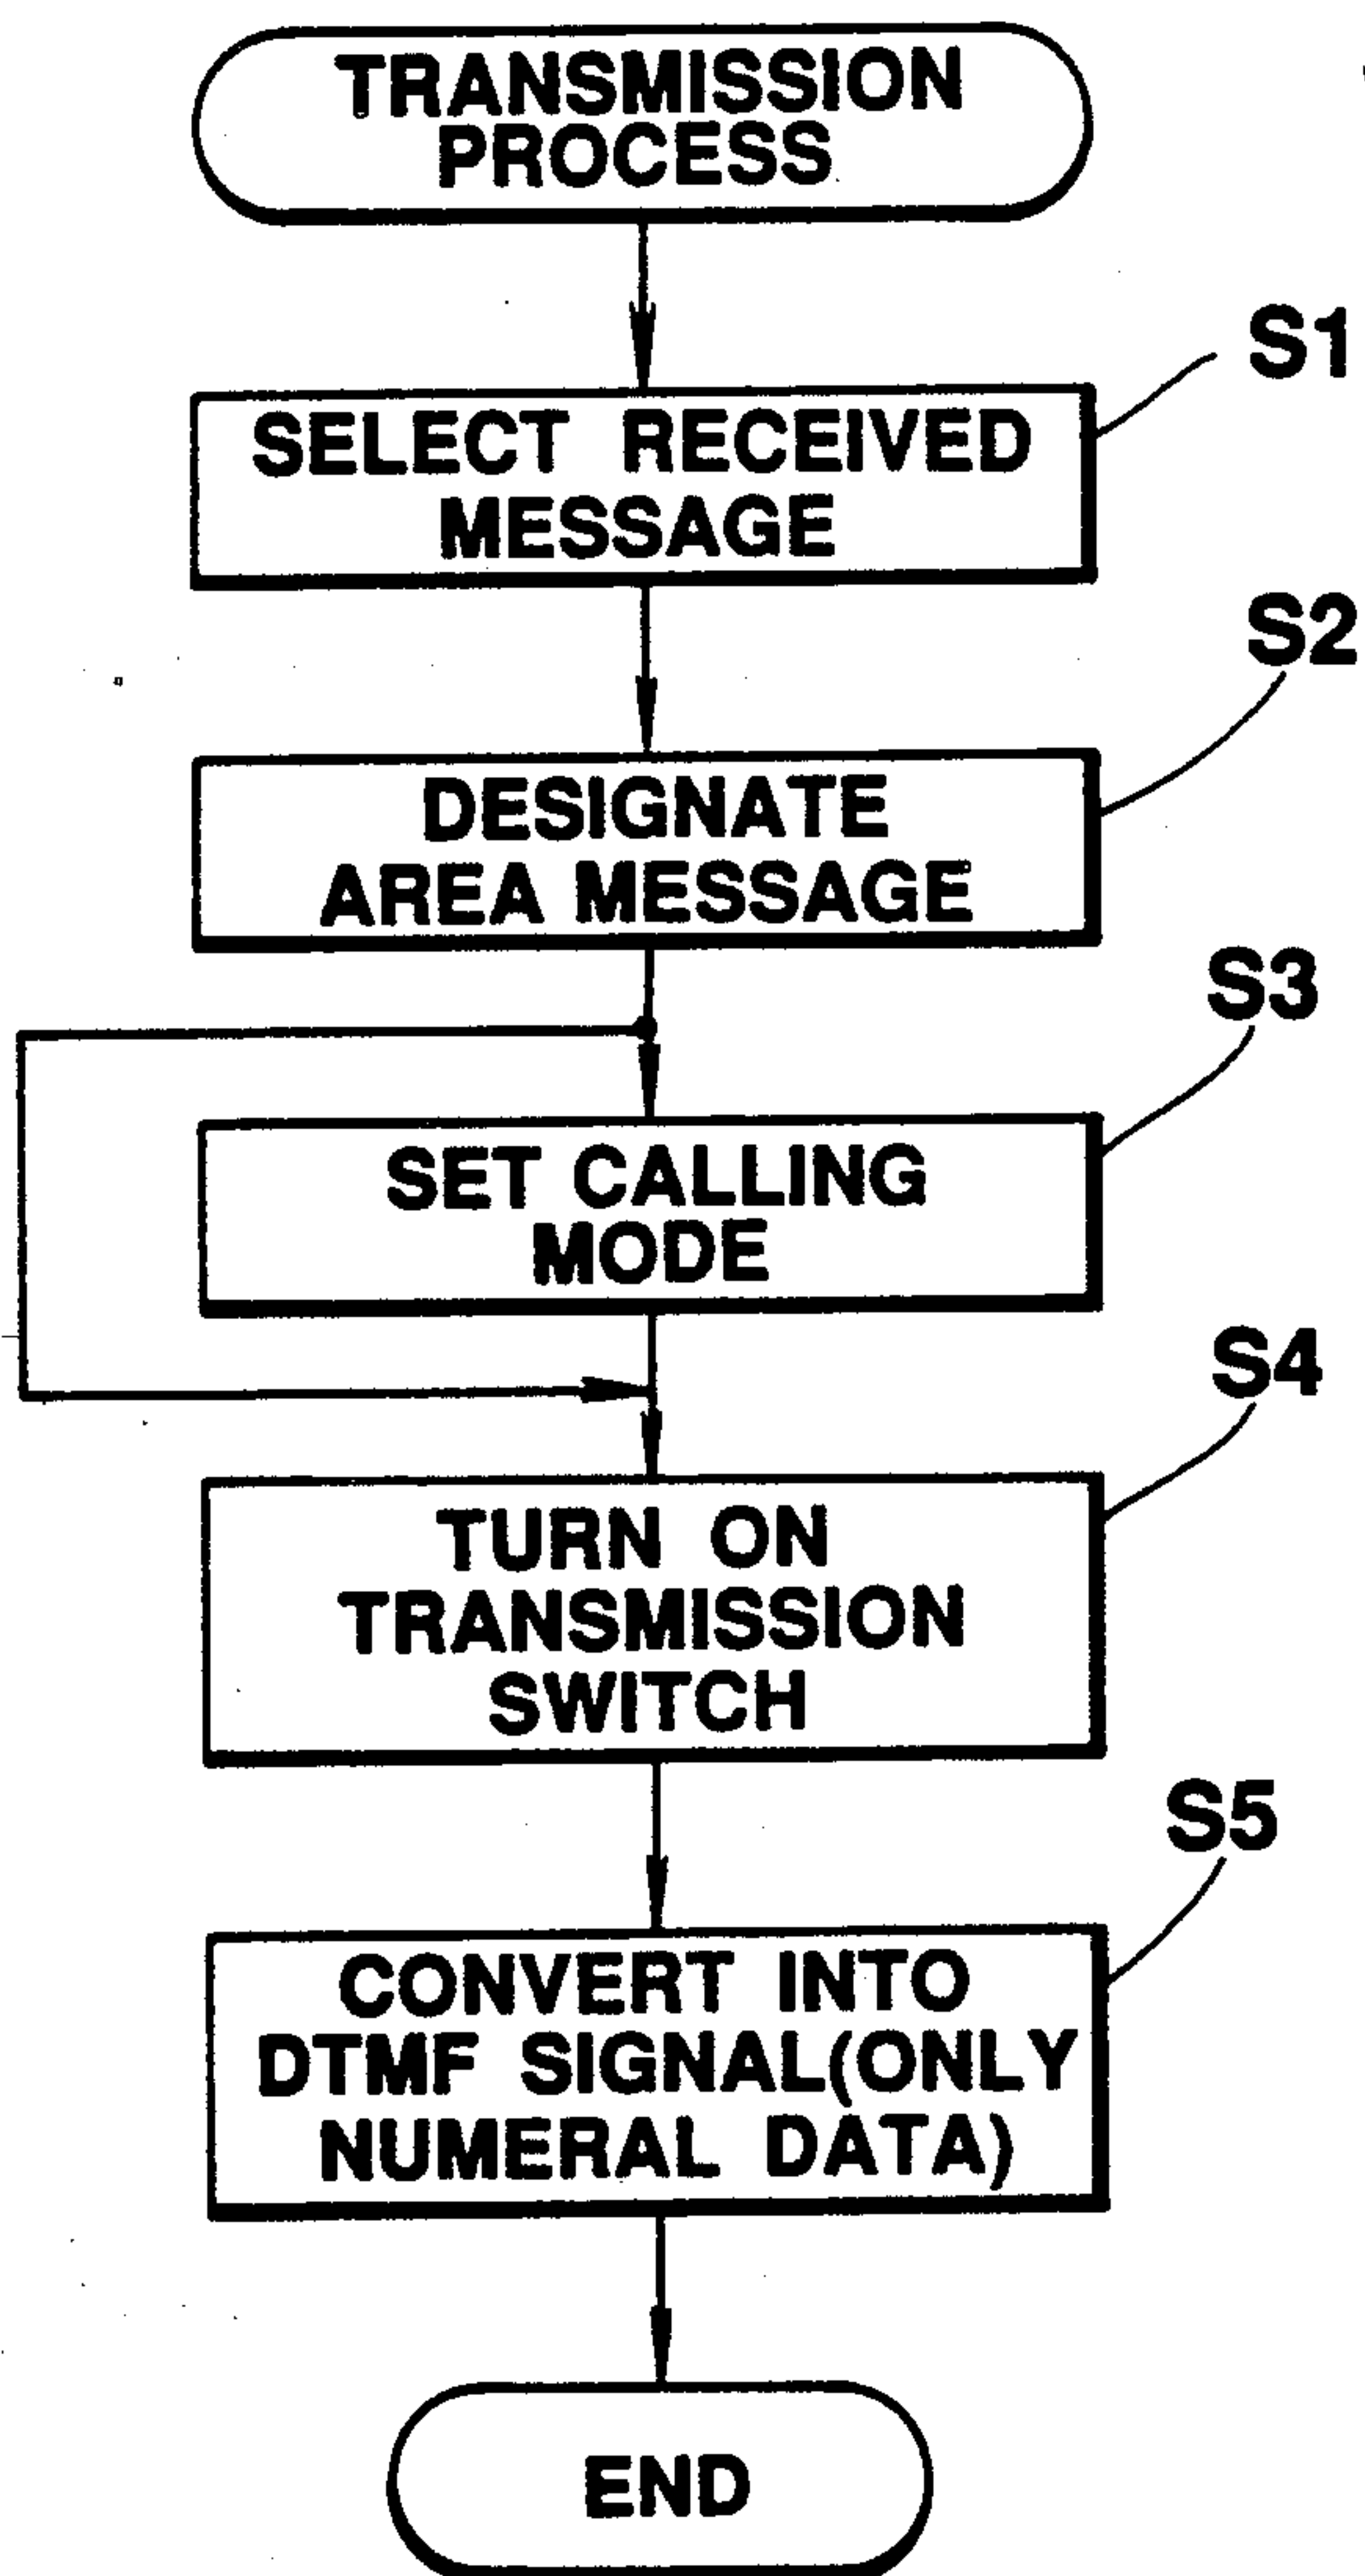 TRANSMISSION
PROCESS
S1
SELECT RECEIVED
MESSAGE
S2
DESIGNATE
AREA MESSAGE
S3
SET CALLING
MODE
S4
TURN ON
TRANSMISSION
SWITCH
S5
CONVERT INTO
DTMF SIGNAL(ONLY
NUMERAL DATA)
END